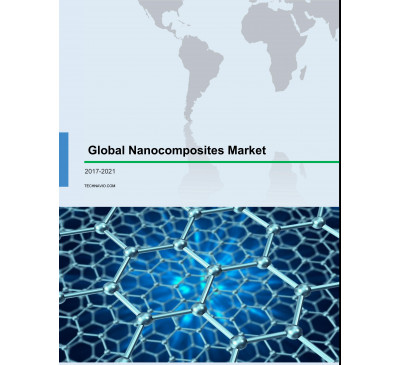 Global Nanocomposites Market
2017-2021
TECHNAVIO.COM